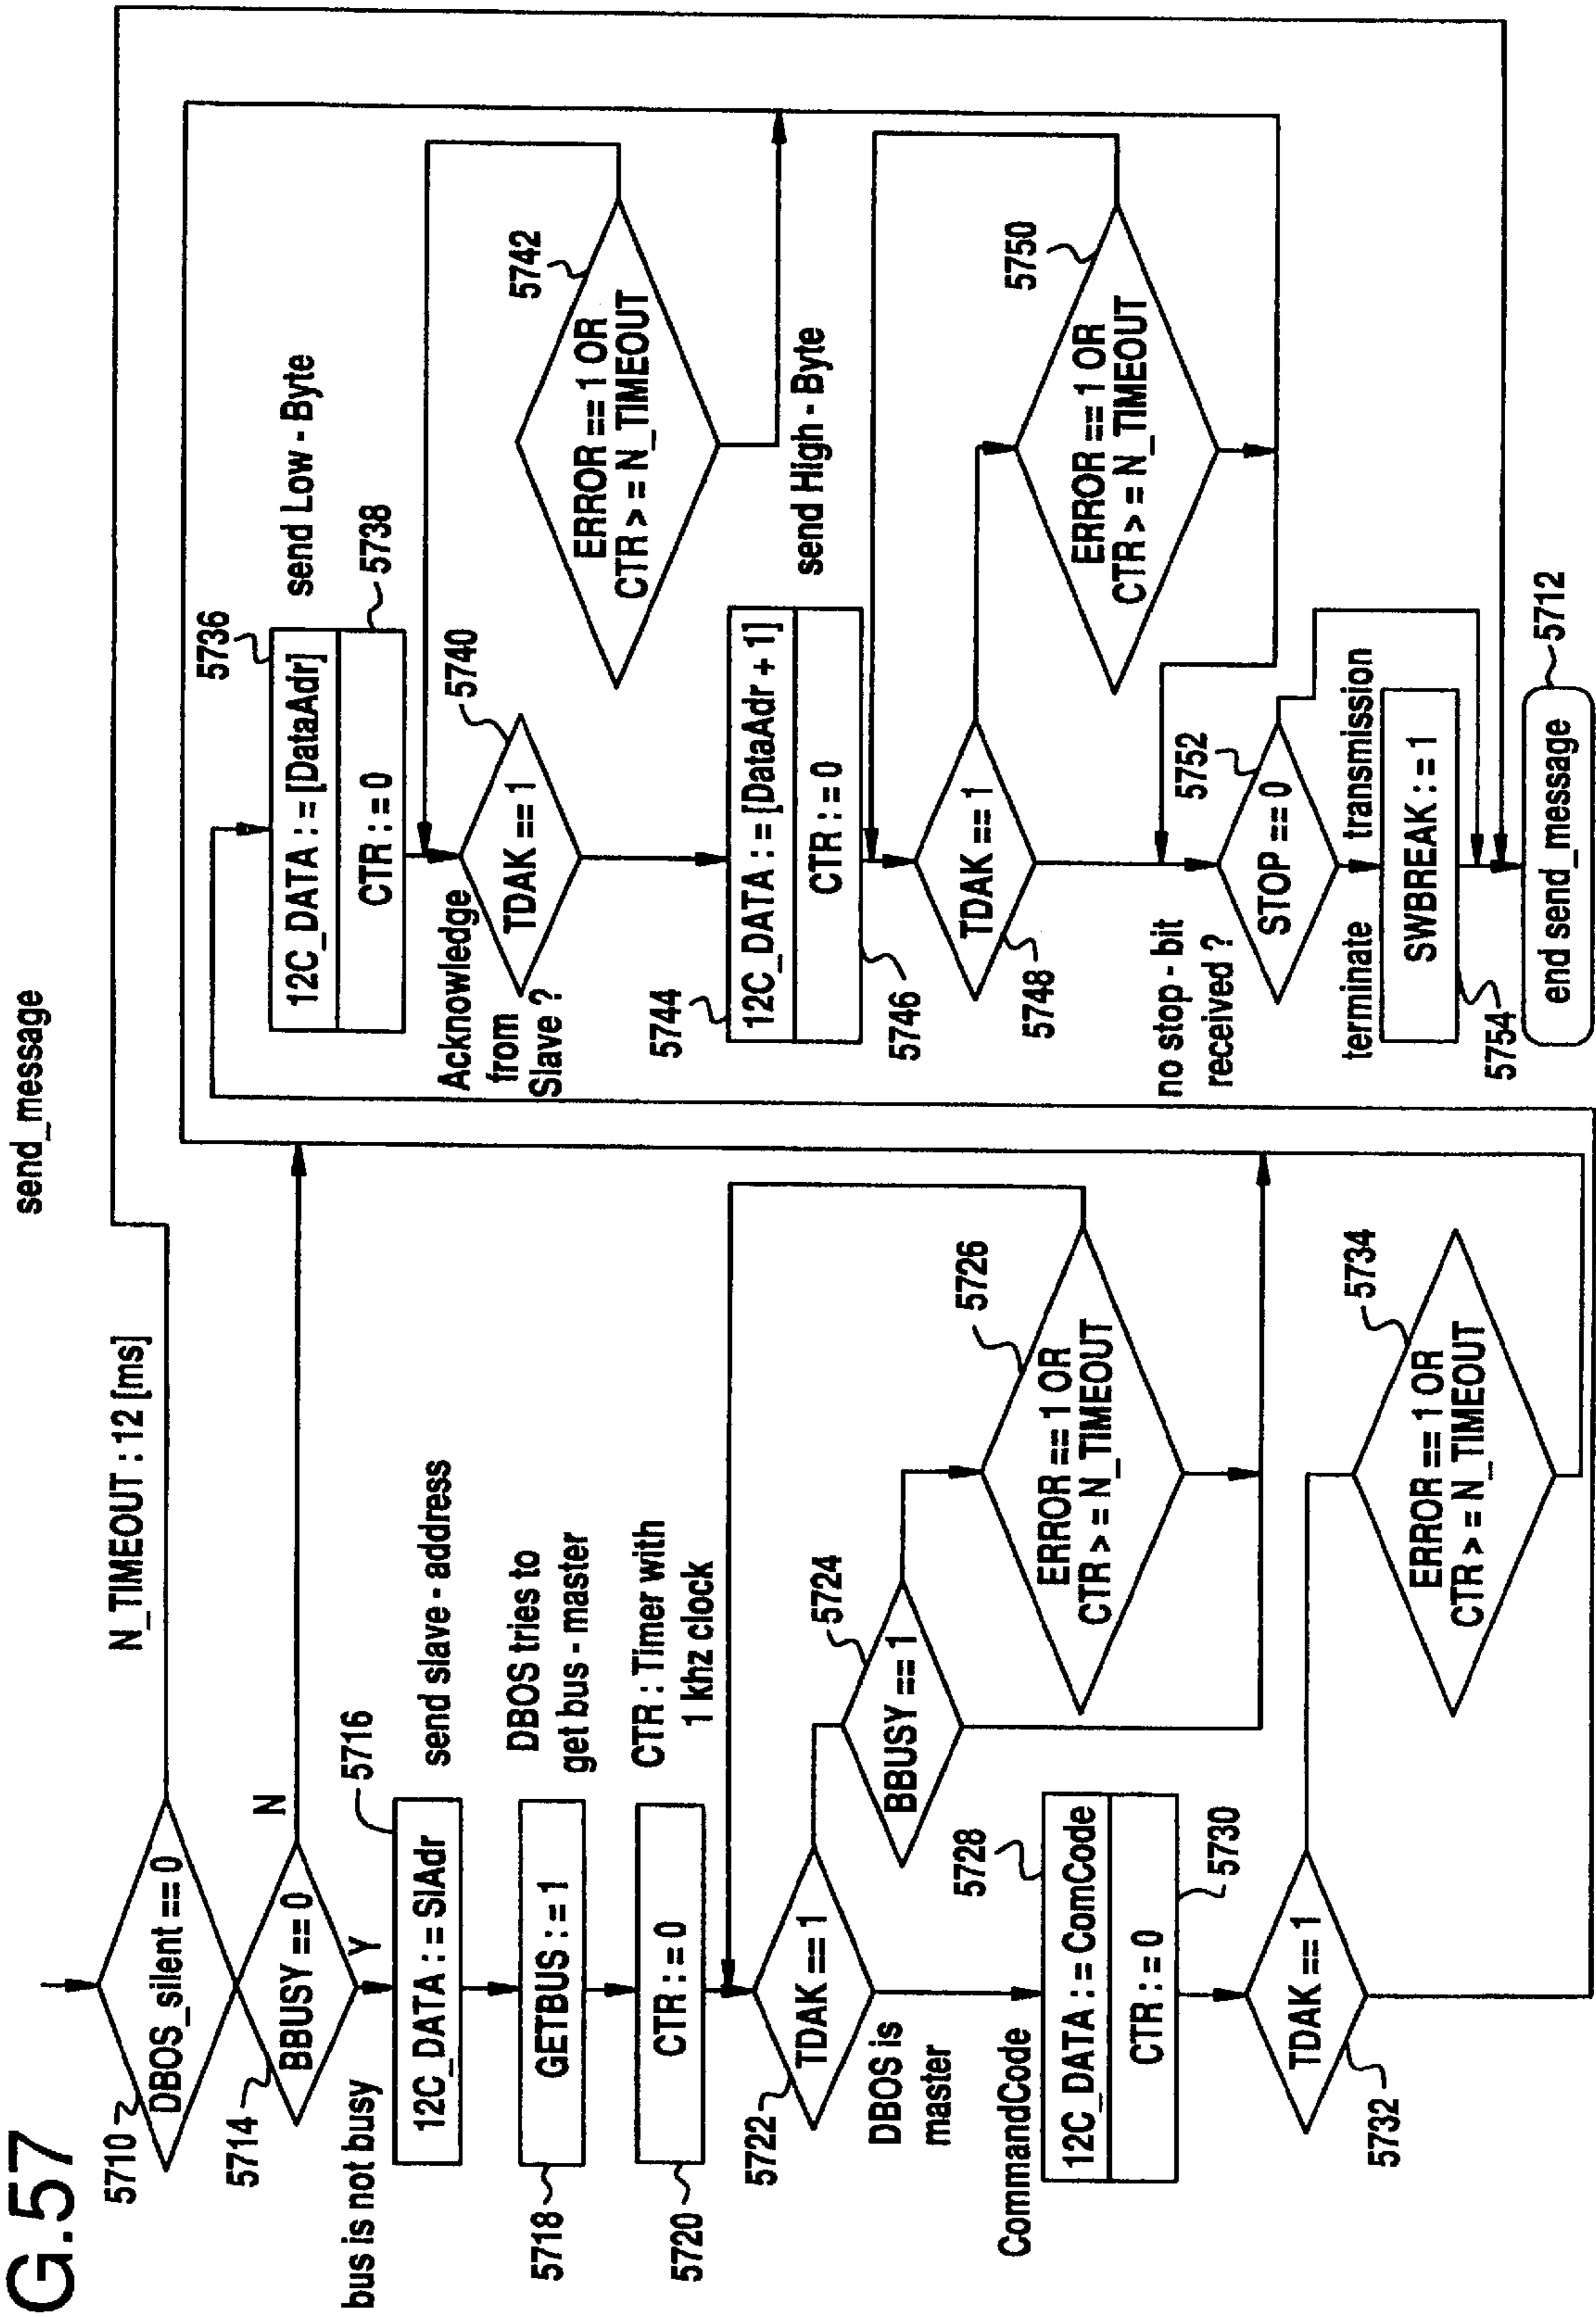 G.57
send_message
N_TIMEOUT : 12 [ms]
5710
DBOS_silent == 0
5714
BBUSY == 0
N
Y
bus is not busy
5716
12C_DATA := SlAdr
send slave - address
5718
GETBUS := 1
DBOS tries to
get bus - master
5720
CTR := 0
CTR : Timer with
1 khz clock
5722
TDAK == 1
5724
BBUSY == 1
5726
ERROR == 1 OR
CTR > = N_TIMEOUT
DBOS is
master
CommandCode
5728
12C_DATA := ComCode
CTR := 0
5730
TDAK == 1
5732
5734
ERROR == 1 OR
CTR > = N_TIMEOUT
5736
12C_DATA := [DataAdr]
send Low - Byte
CTR := 0
5738
Acknowledge
from
Slave ?
TDAK == 1
5740
5742
ERROR == 1 OR
CTR > = N_TIMEOUT
5744
12C_DATA := [DataAdr + 1]
send High - Byte
CTR := 0
5746
TDAK == 1
5748
5750
ERROR == 1 OR
CTR > = N_TIMEOUT
no stop - bit
received ?
STOP == 0
5752
terminate transmission
SWBREAK := 1
5754
end send_message
5712